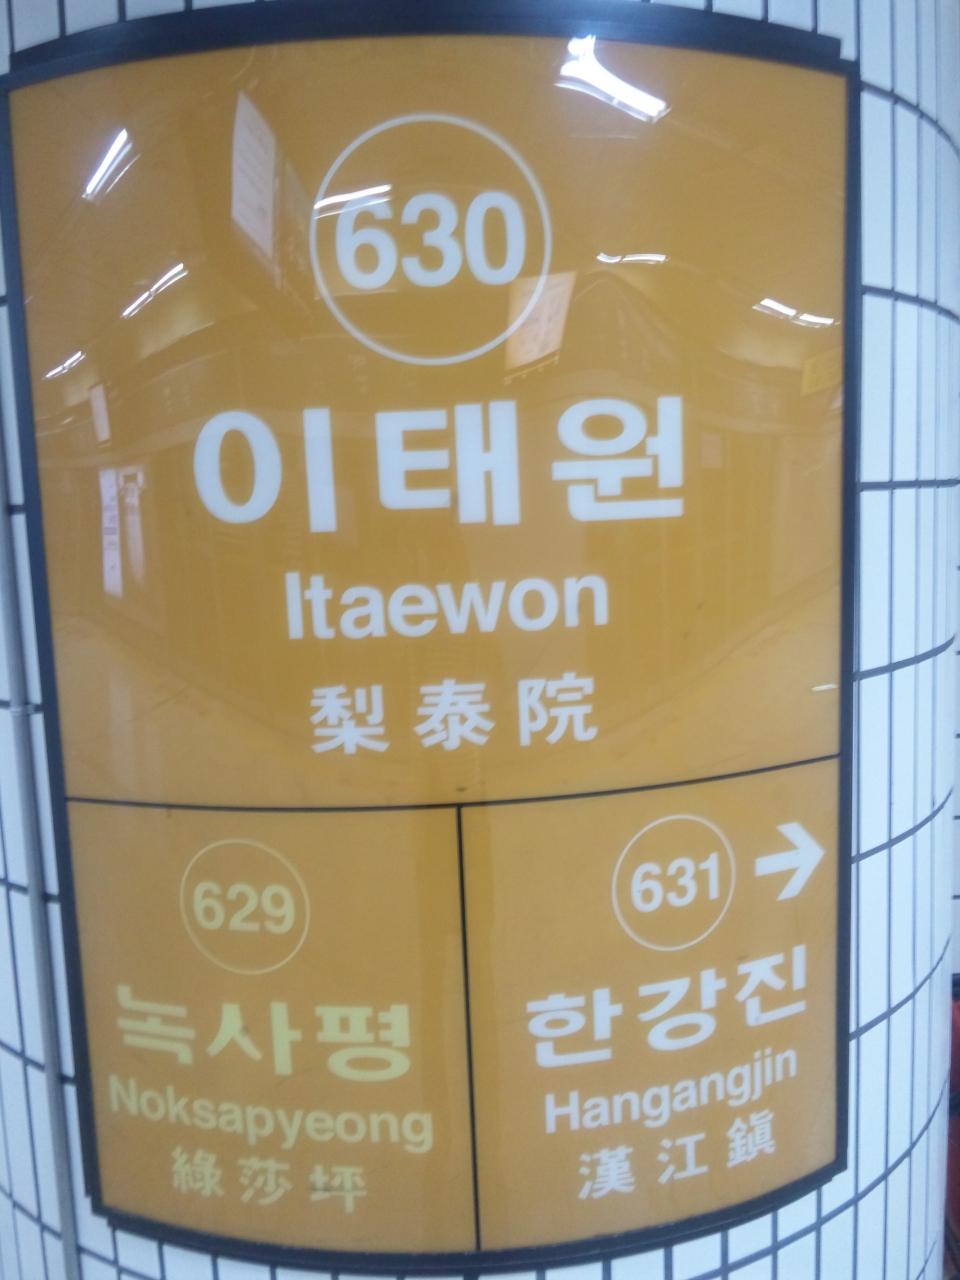 630
이태원
Itaewon
梨泰院
629
녹사평
Noksapyeong
綠莎坪
631 →
한강진
Hangangjin
漢江鎭